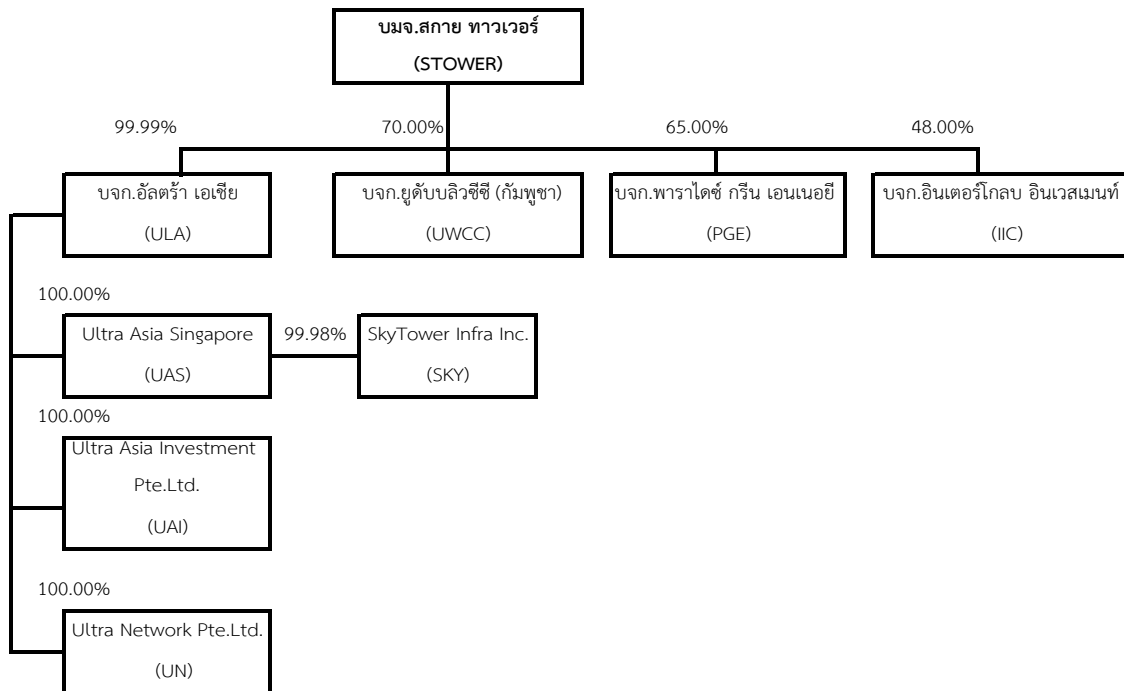 บมจ.สกาย ทาวเวอร์
(STOWER)
99.99%
70.00%
65.00%
48.00%
บจก.อัลตร้า เอเชีย
(ULA)
บจก.ยูดับบลิวซีซี (กัมพูชา)
(UWCC)
บจก.พาราไดซ์ กรีน เอนเนอยี
(PGE)
บจก.อินเตอร์โกลบ อินเวสเมนท์
(IIC)
100.00%
Ultra Asia Singapore
(UAS)
99.98%
SkyTower Infra Inc.
(SKY)
100.00%
Ultra Asia Investment
Pte.Ltd.
(UAI)
100.00%
Ultra Network Pte.Ltd.
(UN)